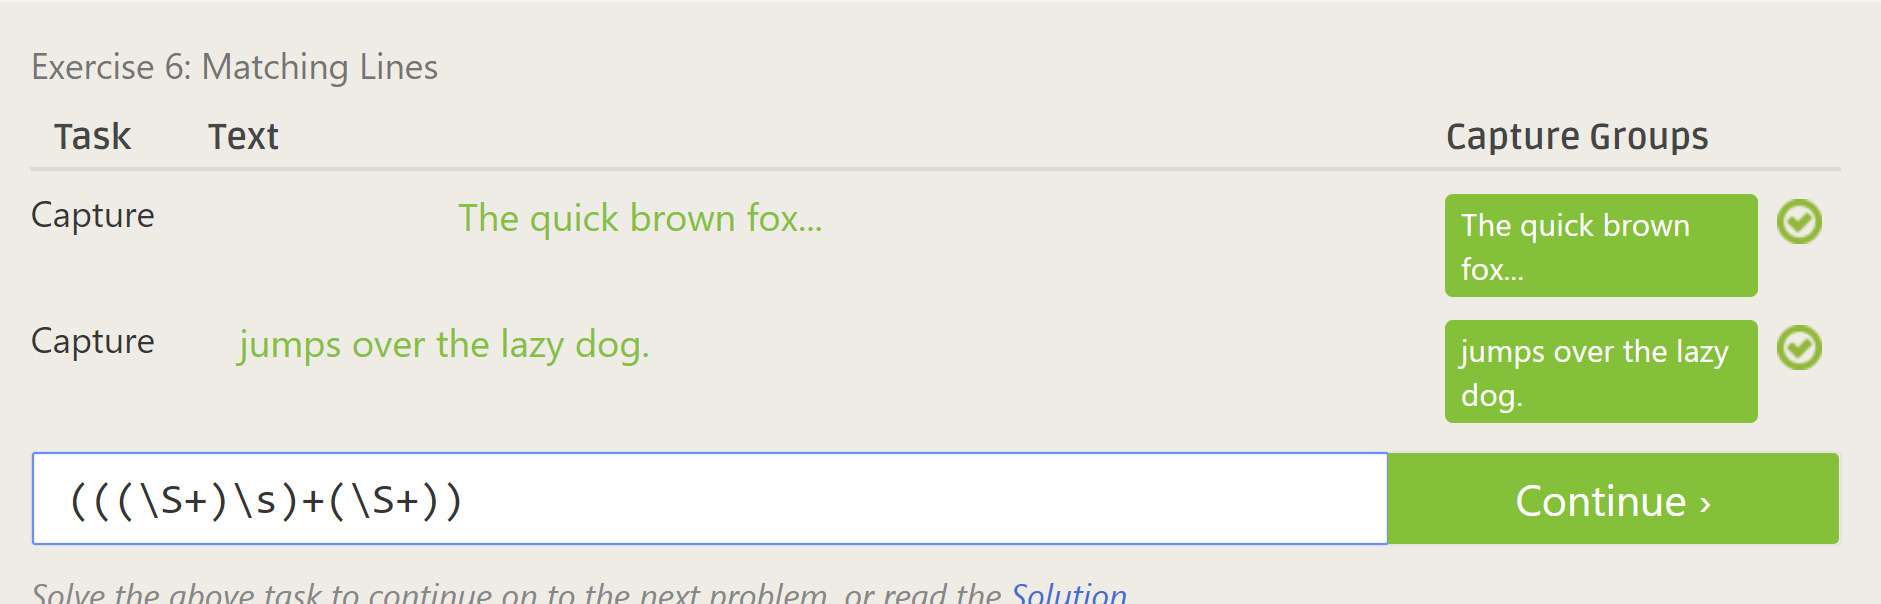 Exercise 6: Matching Lines
Task Text Capture Groups
Capture The quick brown fox... The quick brown
fox...
Capture jumps over the lazy dog. jumps over the lazy
dog.
(((\S+)\s)+(\S+)) Continue ›
Solve the above task to continue on to the next problem, or read the Solution